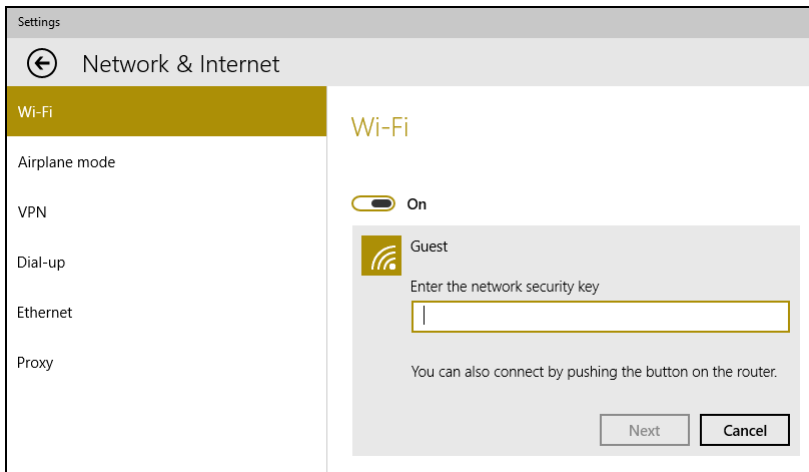 Settings
Network & Internet
Wi-Fi
Airplane mode
VPN
Dial-up
Ethernet
Proxy
Wi-Fi
On
Guest
Enter the network security key
You can also connect by pushing the button on the router.
Next
Cancel